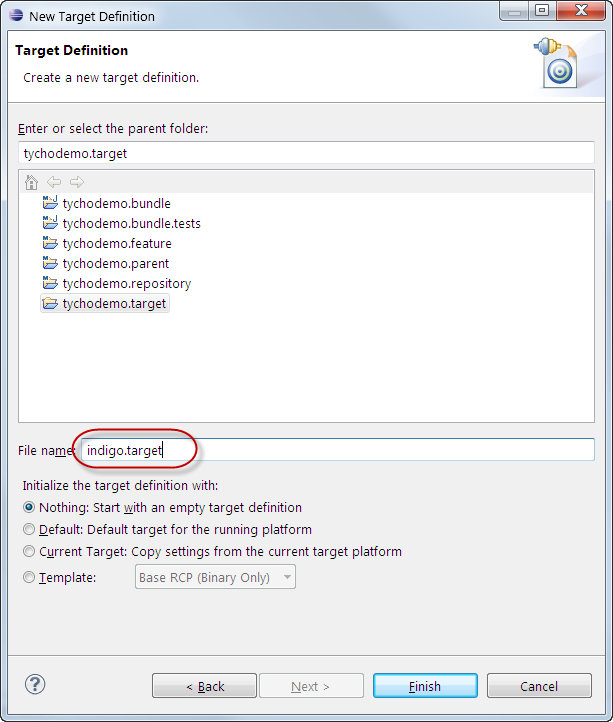 New Target Definition
Target Definition
Create a new target definition.
Enter or select the parent folder:
tychodemo.target
tychodemo.bundle
tychodemo.bundle.tests
tychodemo.feature
tychodemo.parent
tychodemo.repository
tychodemo.target
File name: indigo.target
Initialize the target definition with:
Nothing: Start with an empty target definition
Default: Default target for the running platform
Current Target: Copy settings from the current target platform
Template: Base RCP (Binary Only)
< Back Next > Finish Cancel